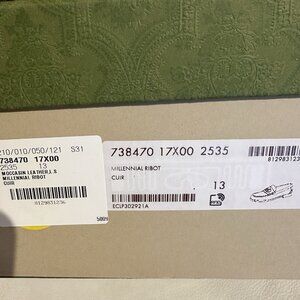 210/010/050/121 S31
738470 17X00
2535 13
MOCCASIN LEATHER,L.S
MILLENNIAL RIBOT
CUIR
8129831236
738470 17X00 2535
MILLENNIAL RIBOT
CUIR
13
ECLP302921A